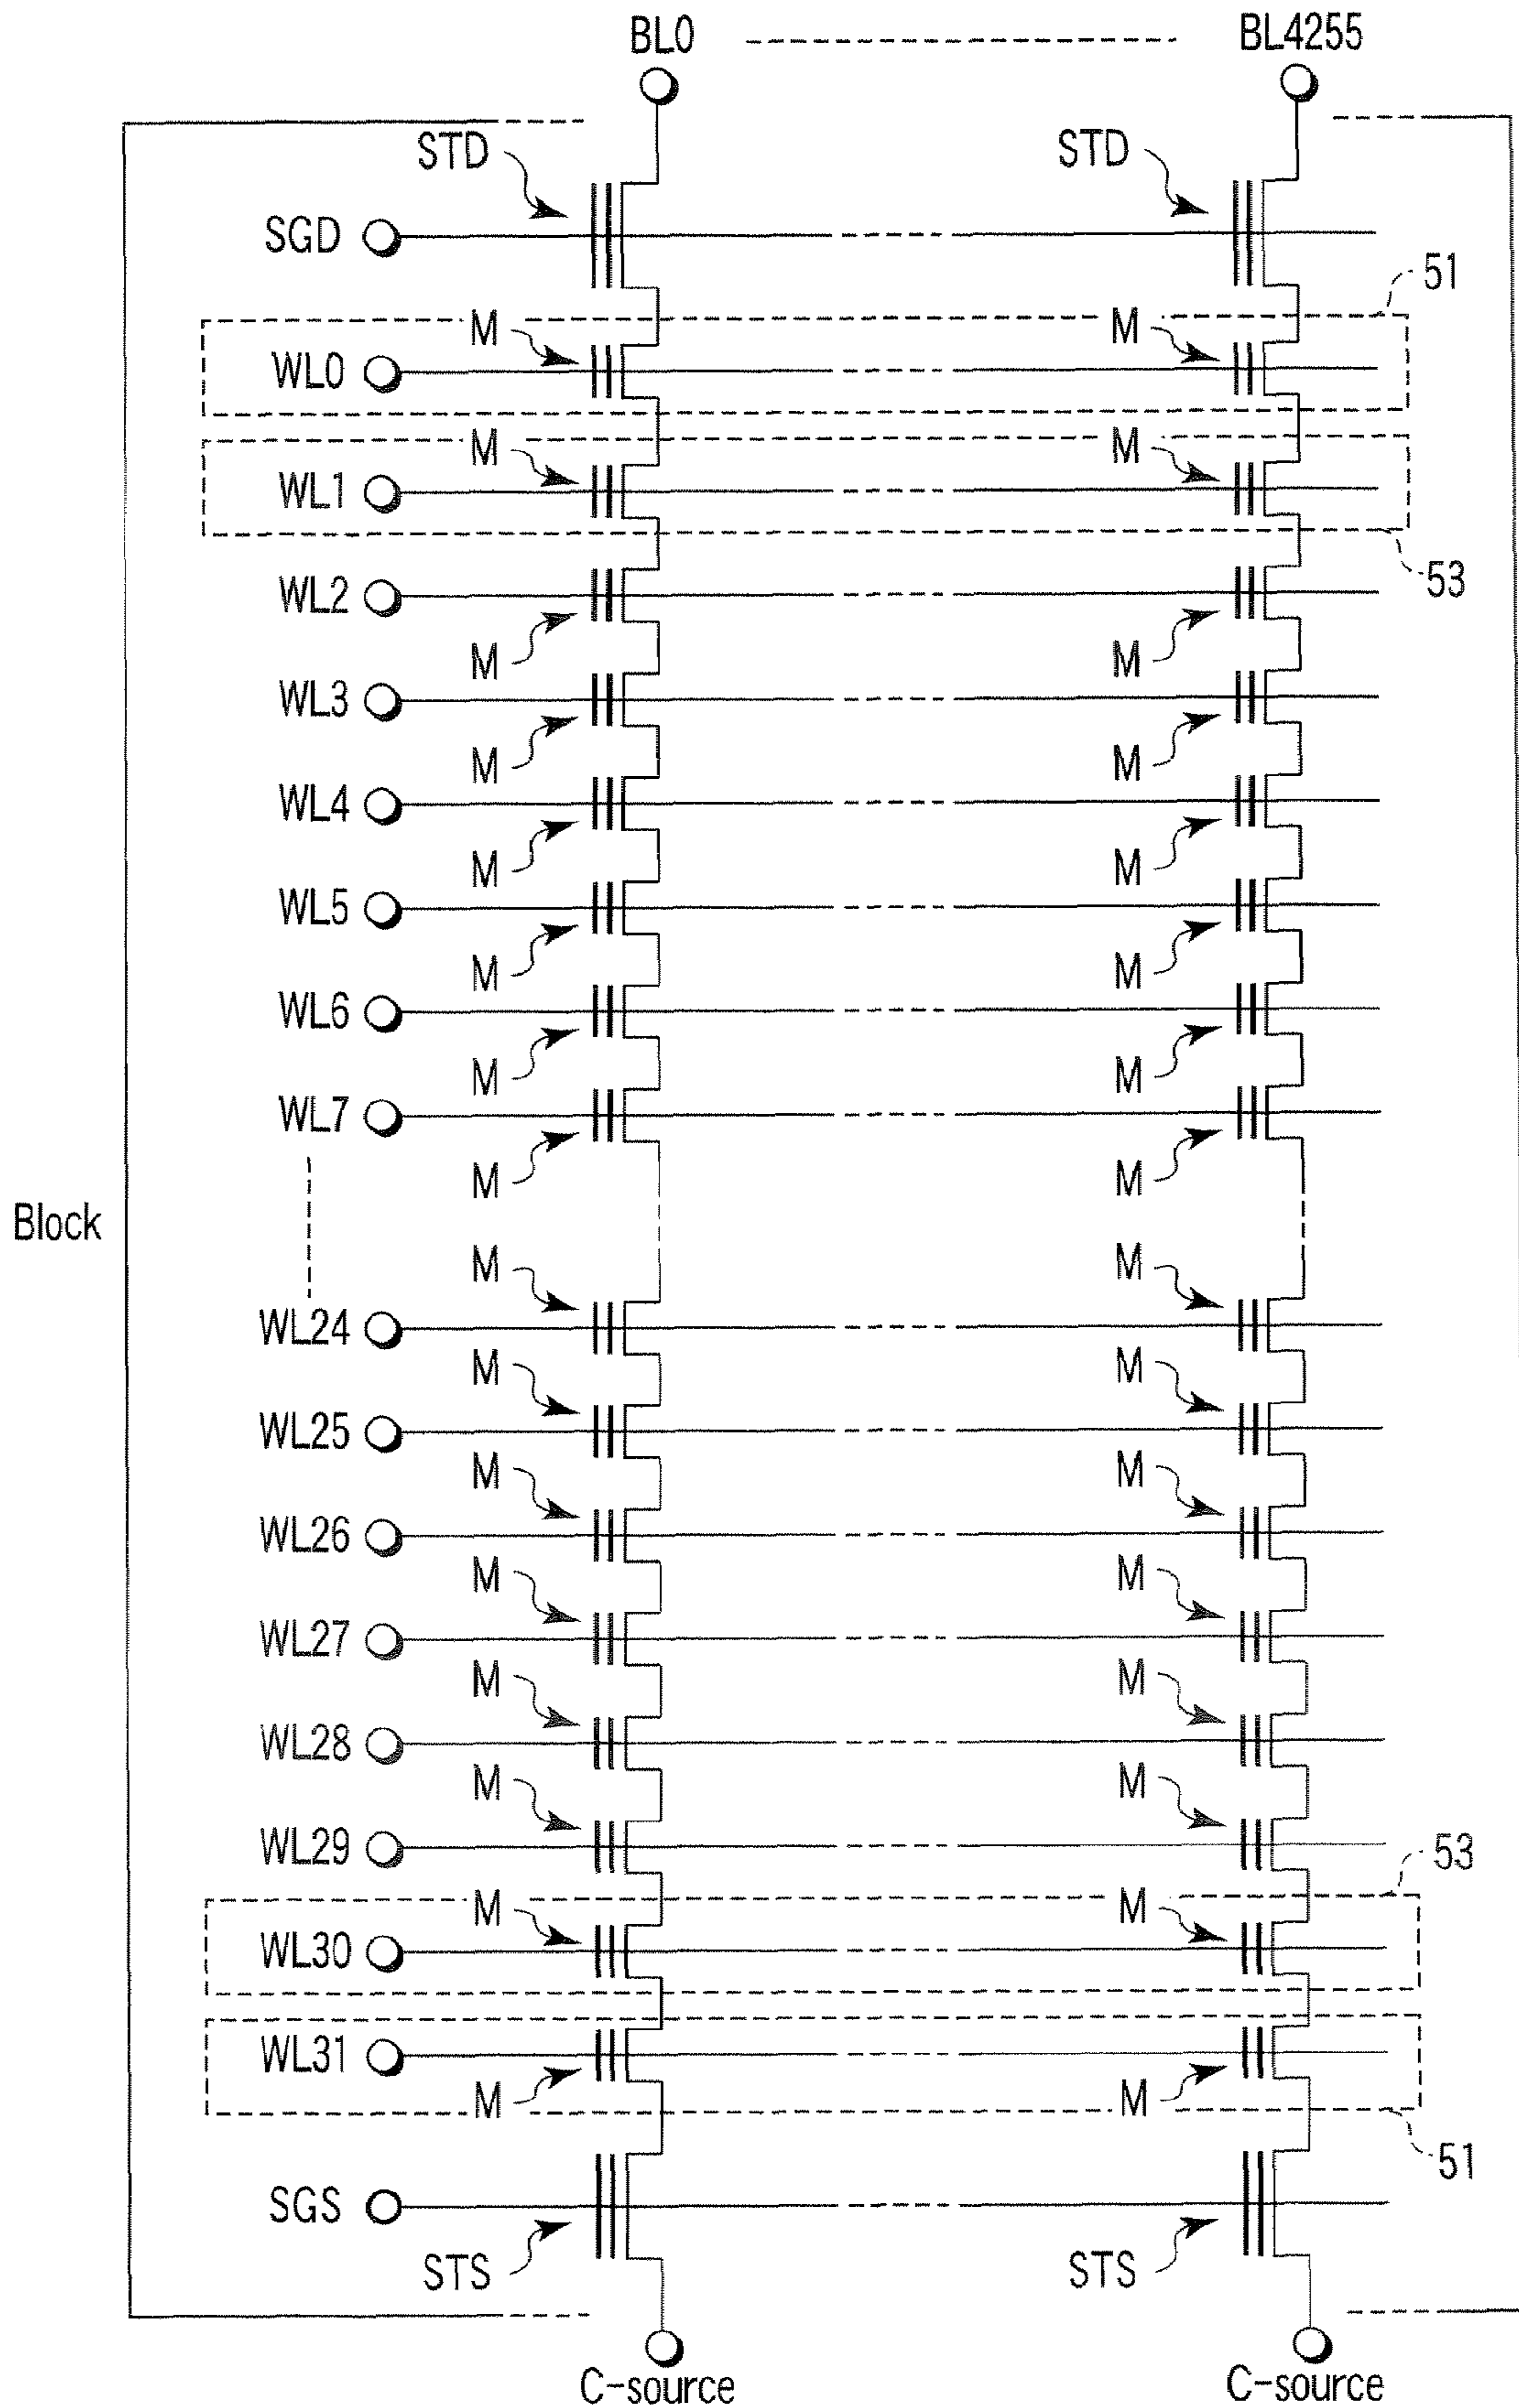 BL0 BL4255
STD STD
SGD
51
M M
WL0
M M
WL1
53
WL2
M M
WL3
M M
WL4
M M
WL5
M M
WL6
M M
WL7
M M
Block
M M
WL24
M M
WL25
M M
WL26
M M
WL27
M M
WL28
M M
WL29
53
M M
WL30
WL31
M M
51
SGS
STS STS
C-source C-source